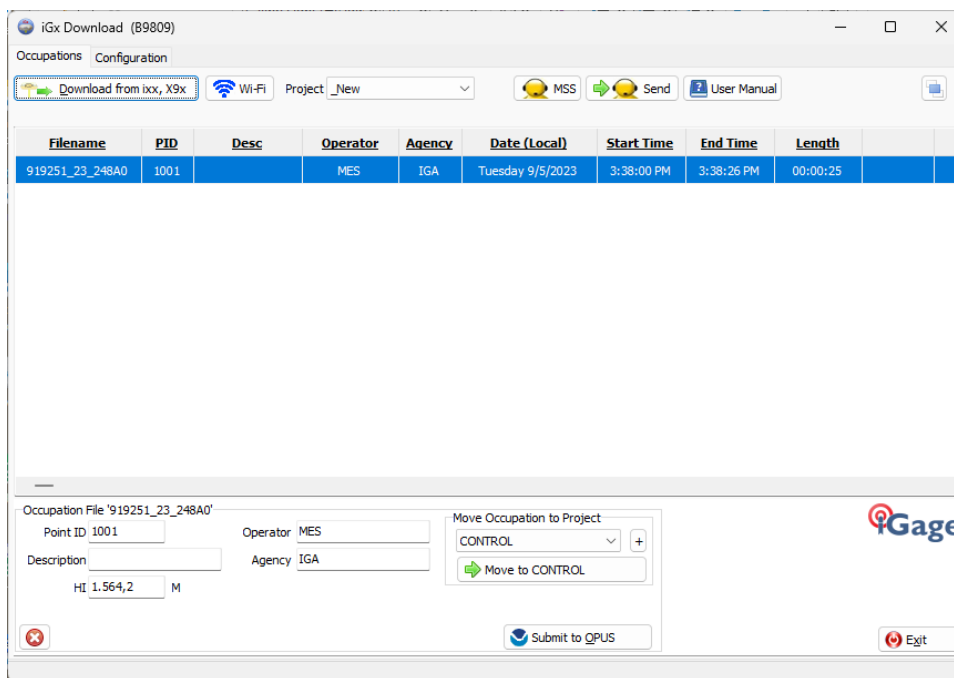 iGx Download (B9809)
Occupations Configuration
Download from ixx, X9x Wi-Fi Project _New MSS Send ? User Manual
Filename PID Desc Operator Agency Date (Local) Start Time End Time Length
919251_23_248A0 1001 MES IGA Tuesday 9/5/2023 3:38:00 PM 3:38:26 PM 00:00:25
Occupation File '919251_23_248A0'
Point ID 1001 Operator MES
Description Agency IGA
HI 1.564,2 M
Move Occupation to Project
CONTROL +
Move to CONTROL
iGage
Submit to OPUS
Exit